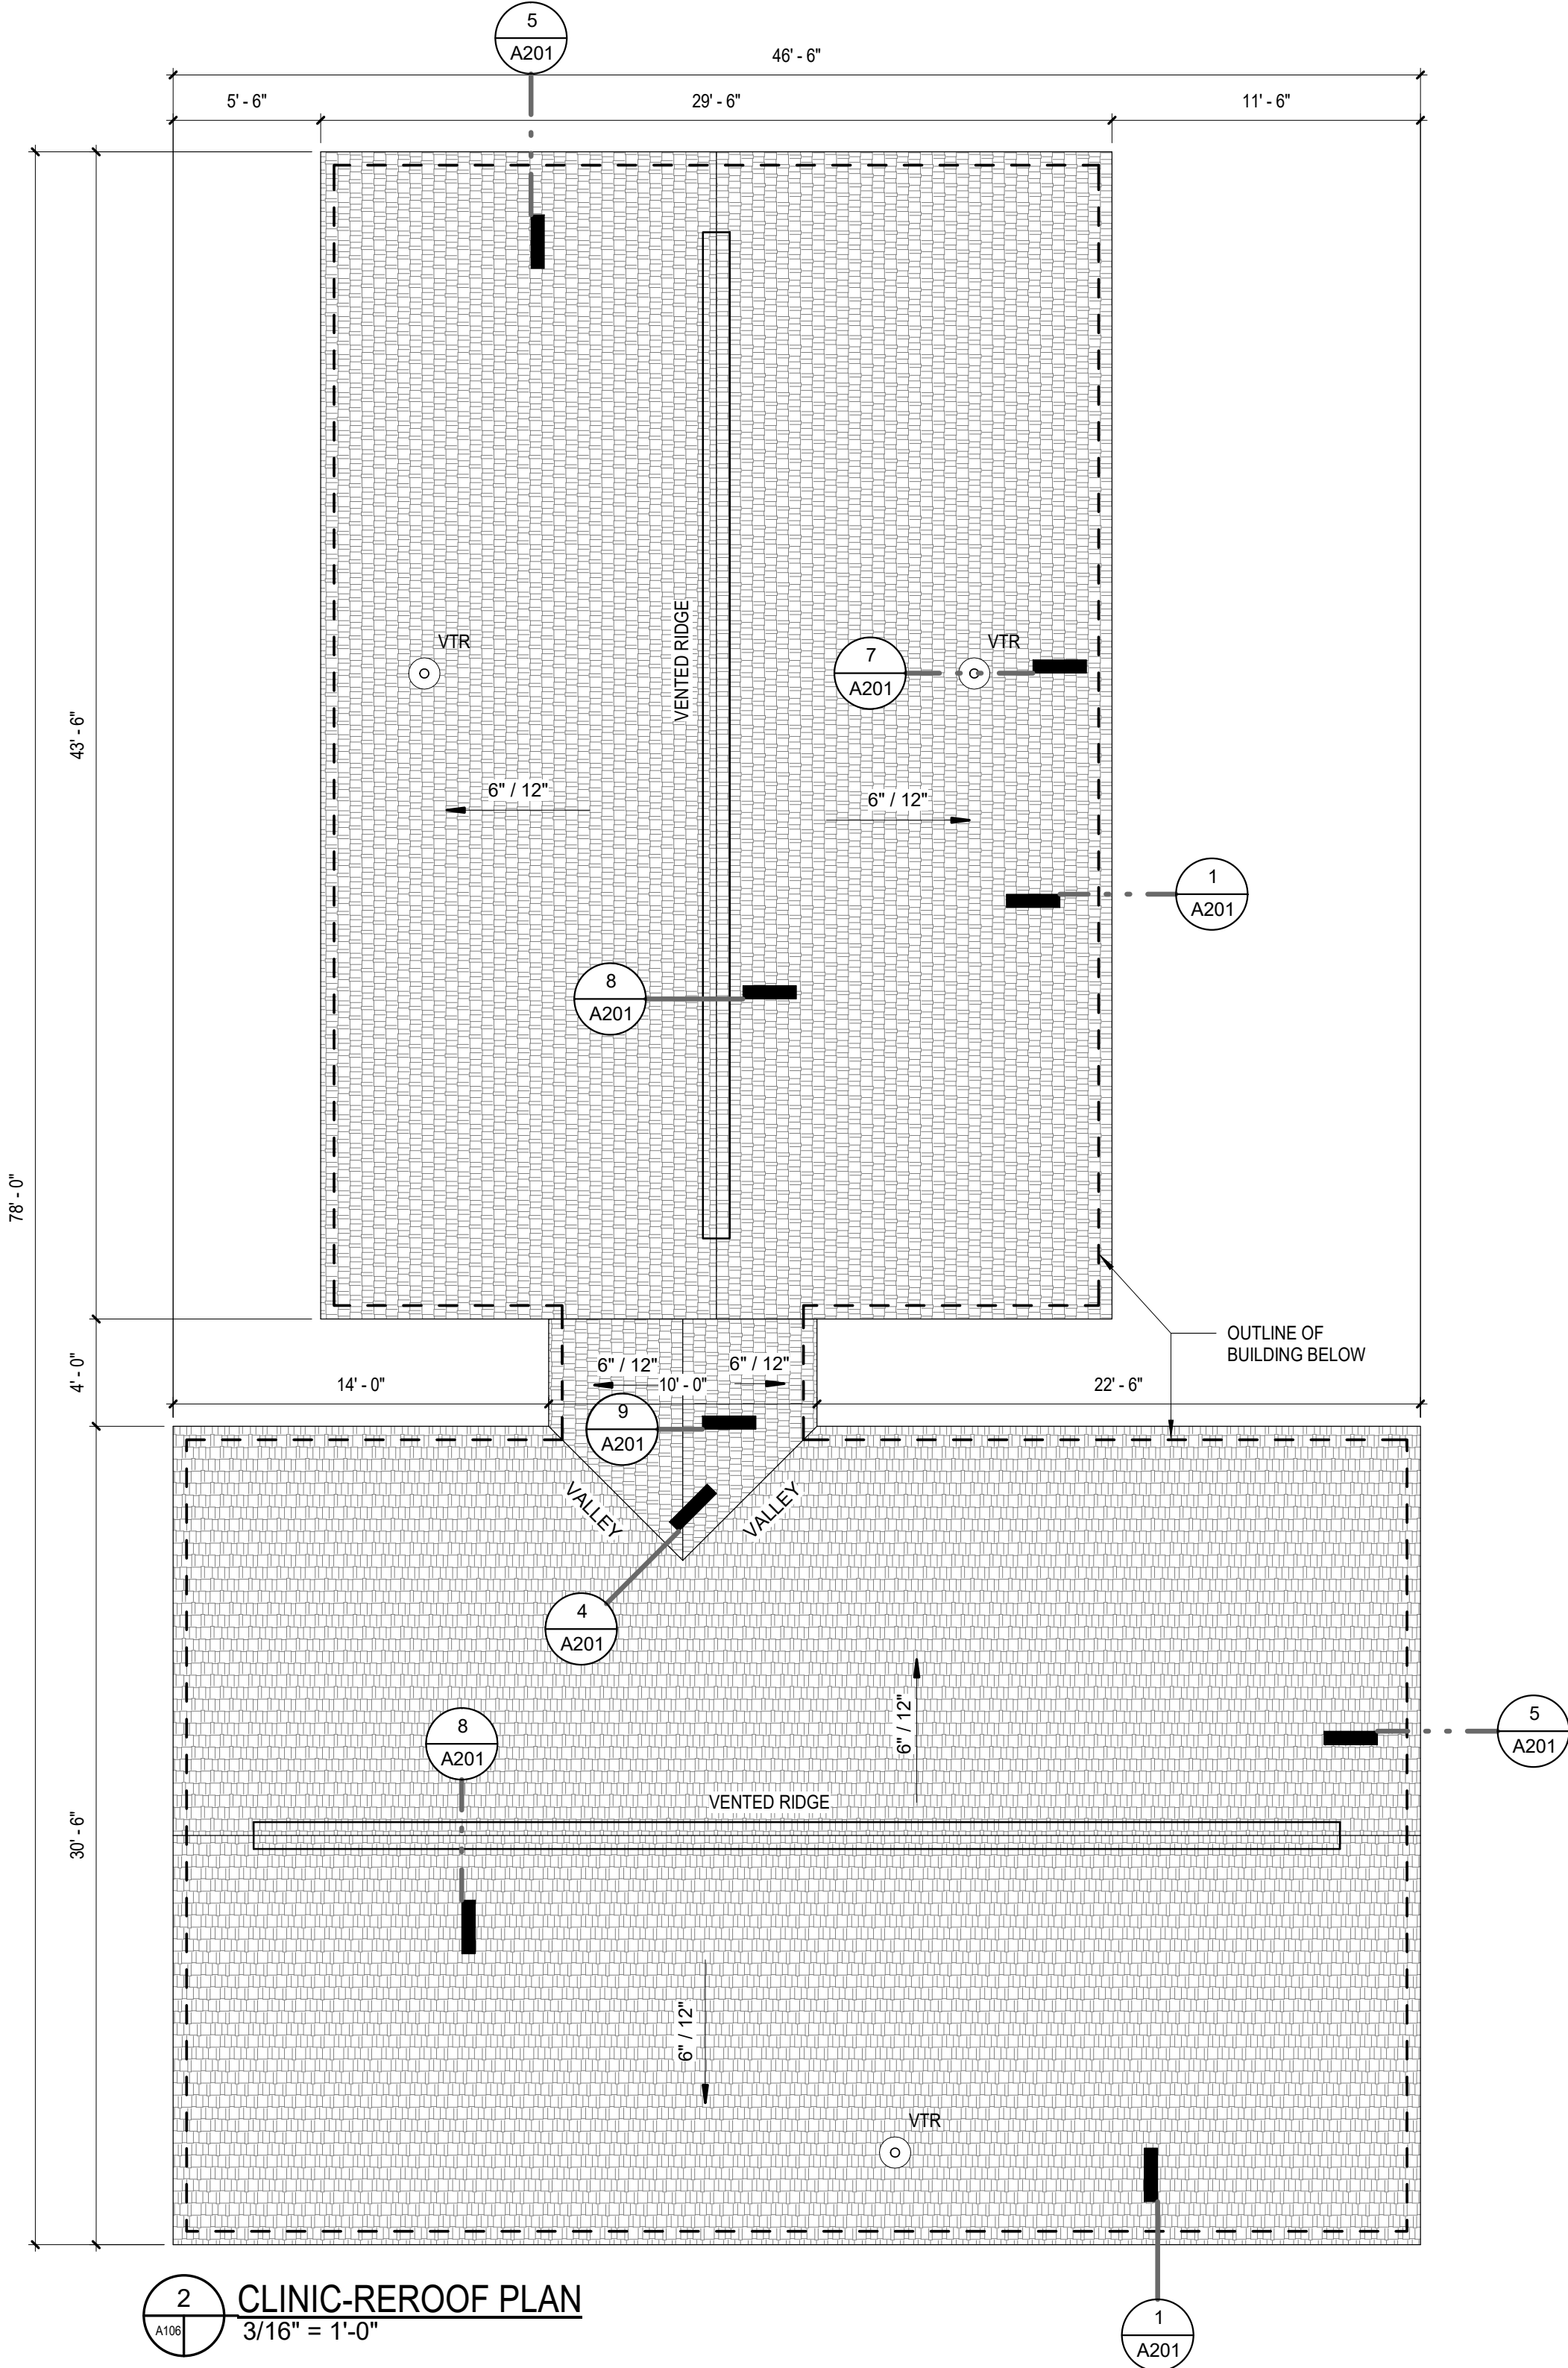 5
A201
46' - 6"
5' - 6"
29' - 6"
11' - 6"
VTR
VENTED RIDGE
7
A201
VTR
43' - 6"
6" / 12"
6" / 12"
1
A201
8
A201
78' - 0"
OUTLINE OF
BUILDING BELOW
4' - 0"
6" / 12"
6" / 12"
14' - 0"
10' - 0"
22' - 6"
9
A201
VALLEY
VALLEY
4
A201
6" / 12"
8
A201
5
A201
VENTED RIDGE
30' - 6"
6" / 12"
VTR
2
A106
CLINIC-REROOF PLAN
3/16" = 1'-0"
1
A201